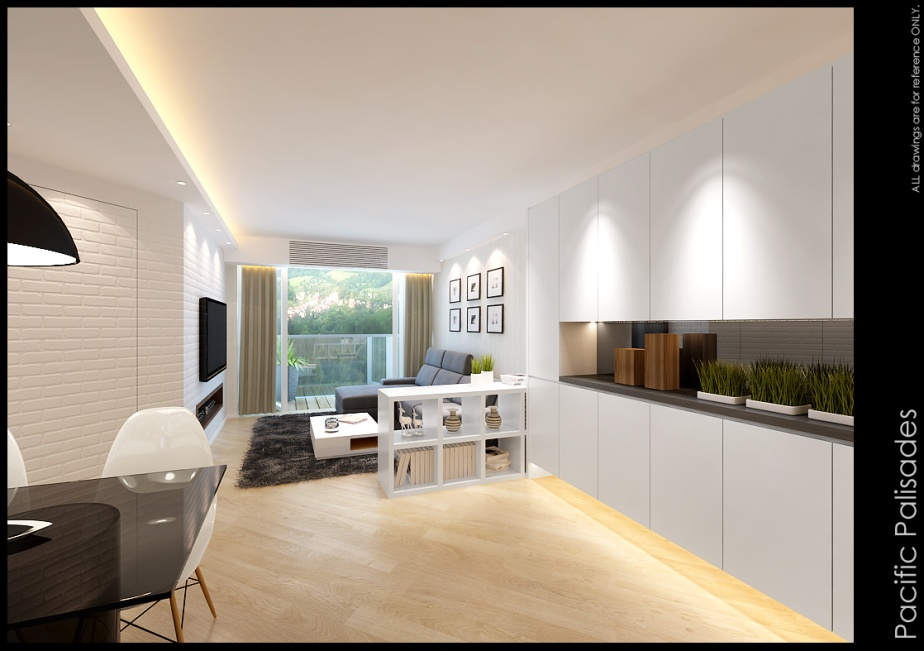 ALL drawings are for reference ONLY.
Pacific Palisades